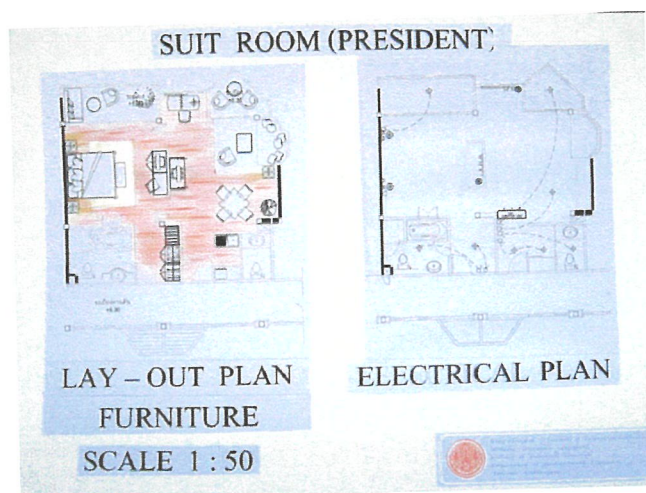 SUIT ROOM (PRESIDENT)
LAY – OUT PLAN
FURNITURE
SCALE 1 : 50
ELECTRICAL PLAN